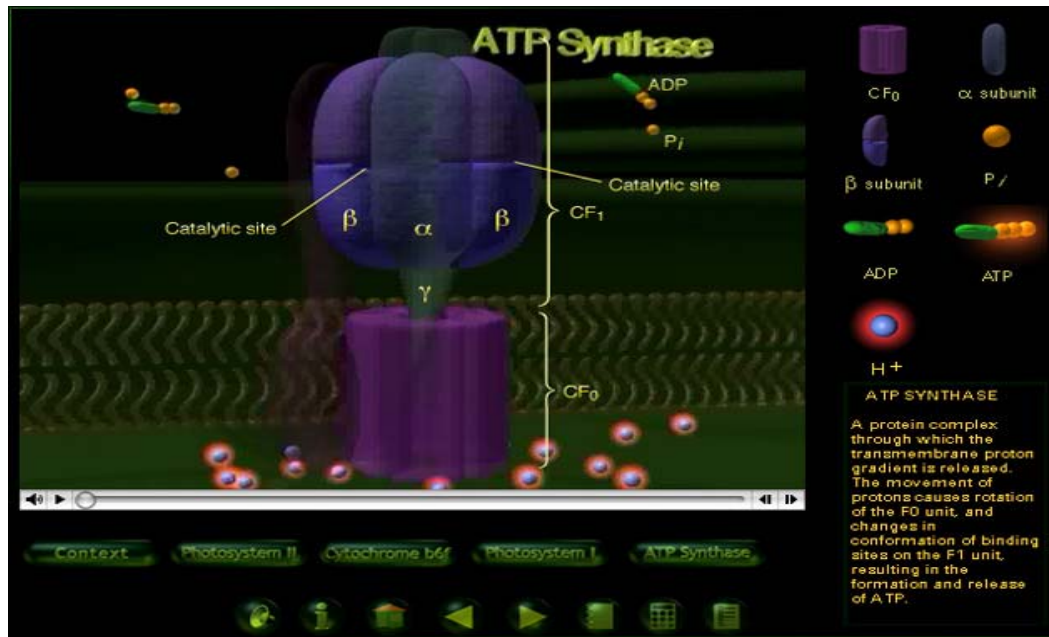 ATP Synthase
ADP
Pi
Catalytic site
Catalytic site
CF1
β
α
β
γ
CF0
CF0
α subunit
β subunit
Pi
ADP
ATP
H+
ATP SYNTHASE
A protein complex
through which the
transmembrane proton
gradient is released.
The movement of
protons causes rotation
of the F0 unit, and
changes in
conformation of binding
sites on the F1 unit,
resulting in the
formation and release
of ATP.
Context
Photosystem II
Cytochrome b6f
Photosystem I
ATP Synthase